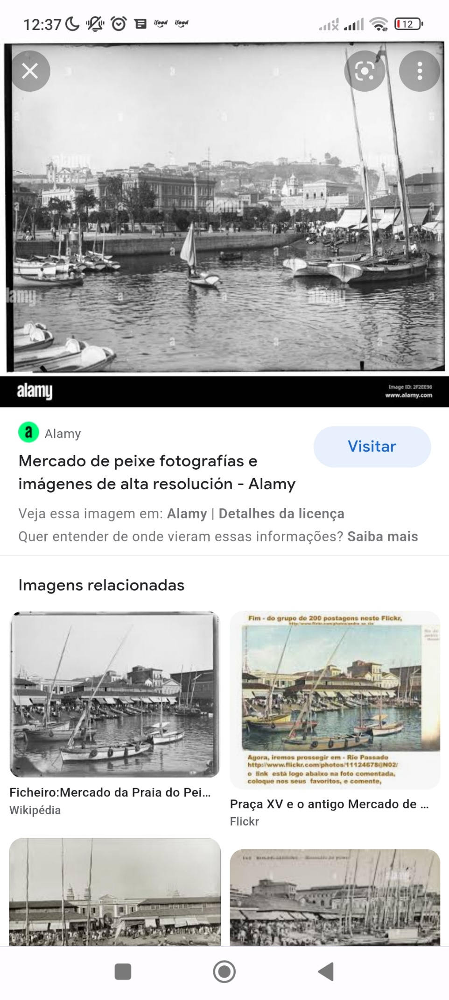 12:37
ifood ifood
12
alamy
alamy
alamy
alamy
alamy
Image ID: 2F2EE98
www.alamy.com
a Alamy
Visitar
Mercado de peixe fotografías e
imágenes de alta resolución - Alamy
Veja essa imagem em: Alamy | Detalhes da licença
Quer entender de onde vieram essas informações? Saiba mais
Imagens relacionadas
Fim - do grupo de 200 postagens neste Flickr,
Agora, iremos prossegir em - Rio Passado
http://www.flickr.com/photos/11124678@N02/
o link está logo abaixo na foto comentada,
coloque nos seus favoritos, e comente,
Ficheiro:Mercado da Praia do Pei...
Wikipédia
Praça XV e o antigo Mercado de ...
Flickr